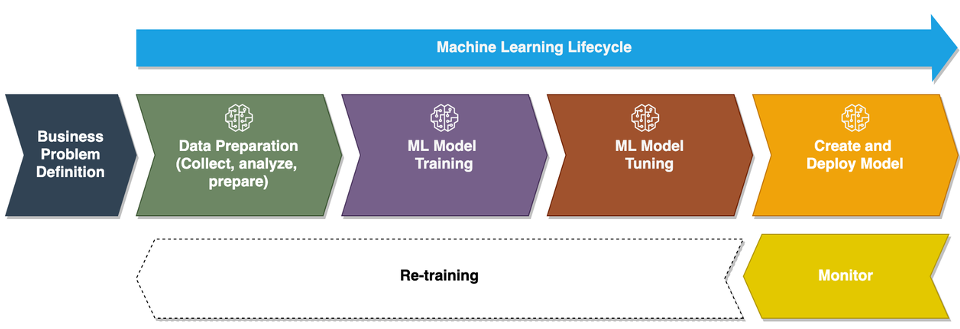 Machine Learning Lifecycle
Business
Problem
Definition
Data Preparation
(Collect, analyze,
prepare)
ML Model
Training
ML Model
Tuning
Create and
Deploy Model
Re-training
Monitor